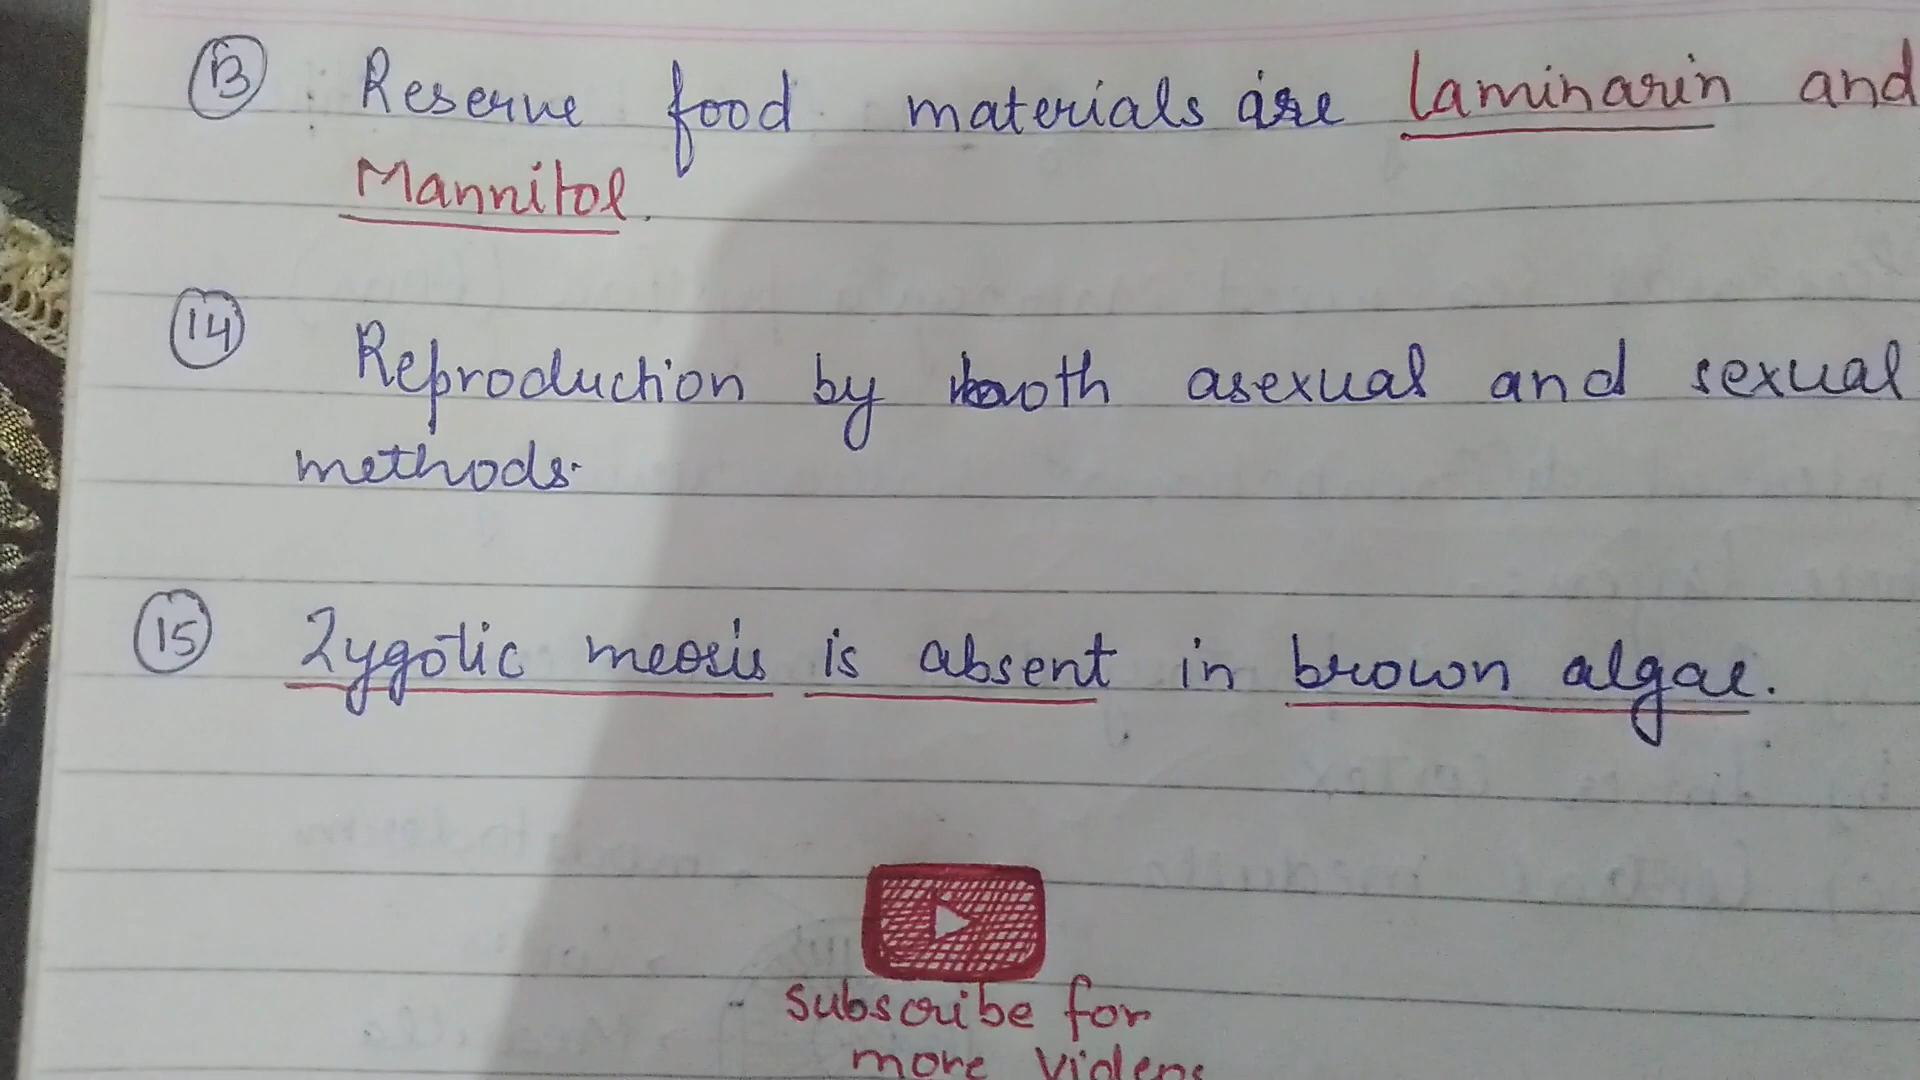 13 Reserve food materials are laminarin and
Mannitol.
14 Reproduction by both asexual and sexual
methods.
15 Zygotic meosis is absent in brown algae.
subscribe for
more videos